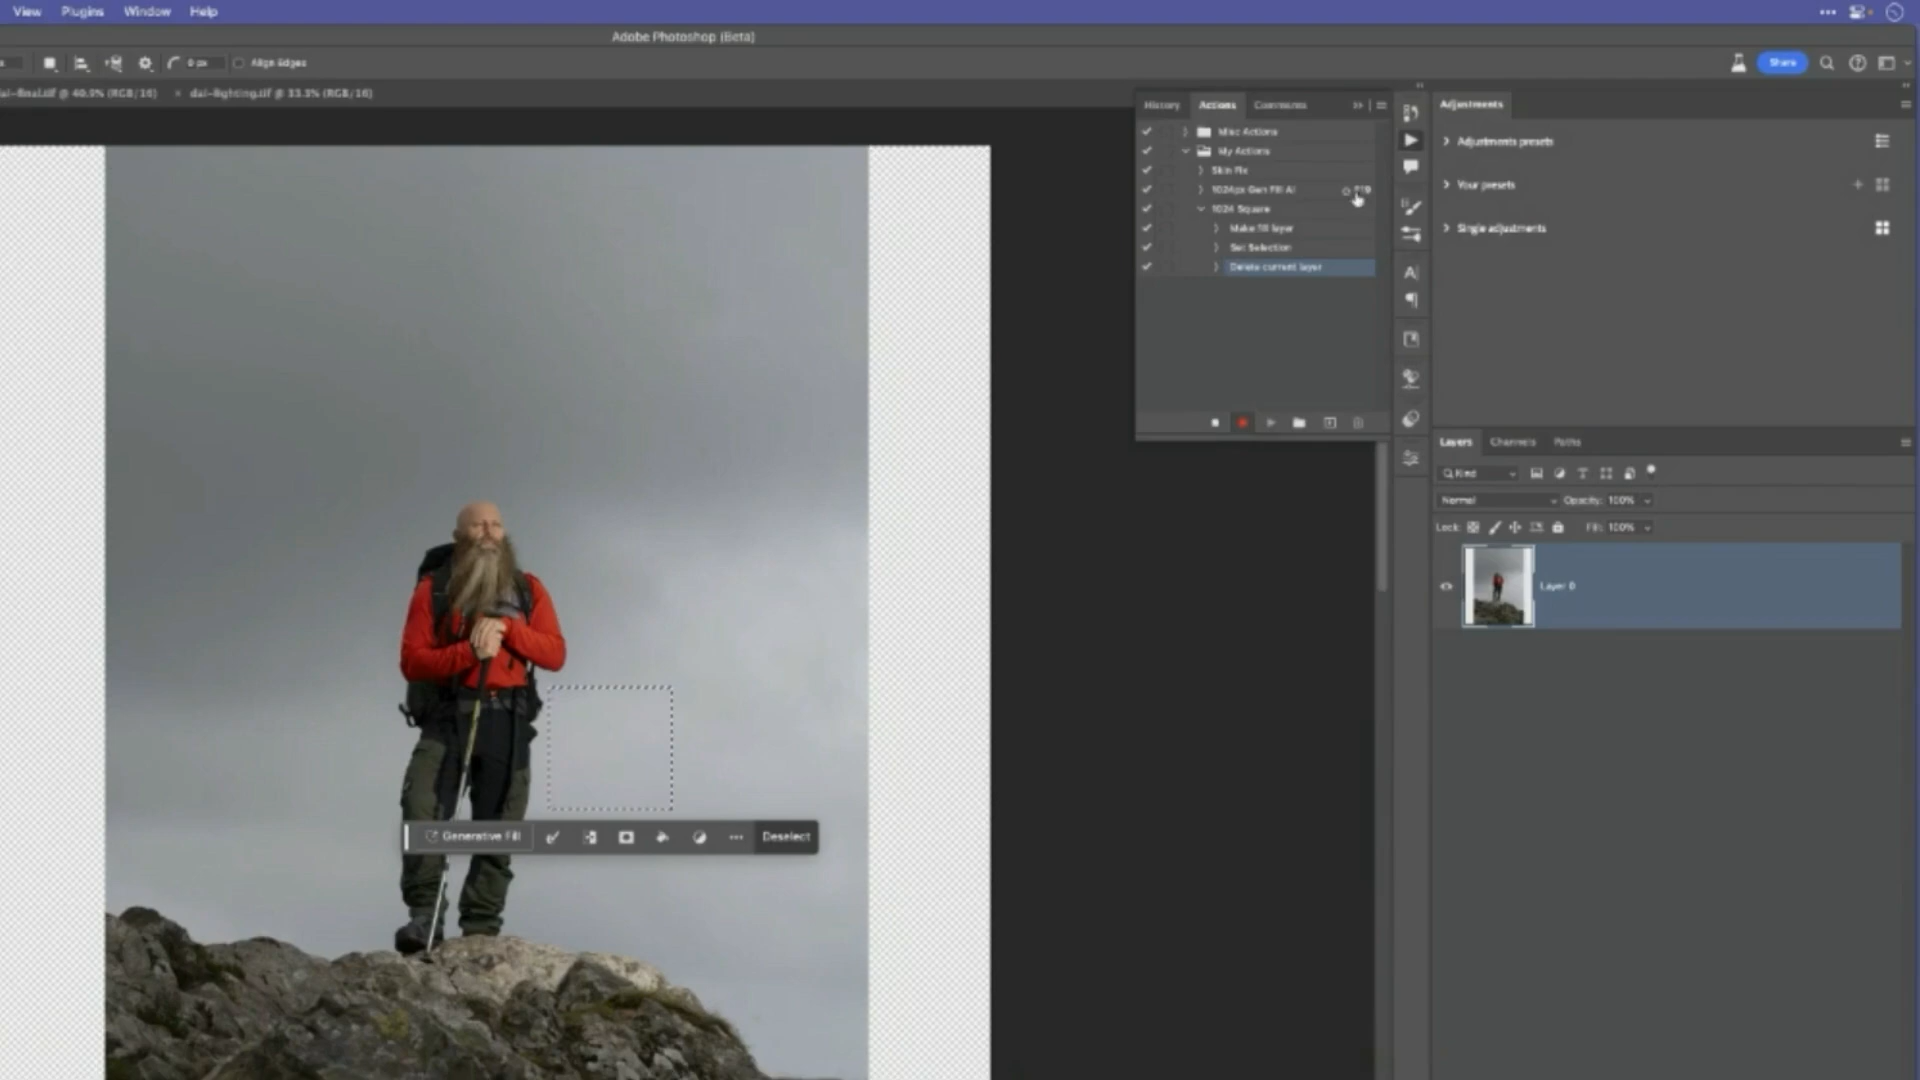 View Plugins Window Help
Adobe Photoshop (Beta)
0 px Align Edges
Share
dai-final.tif @ 40.9% (RGB/16) × dai-lighting.tif @ 33.3% (RGB/16)
History Actions Comments
Adjustments
Misc Actions
My Actions
Skin Fix
1024px Gen Fill AI
1024 Square
Make fill layer
Set Selection
Delete current layer
Adjustments presets
Your presets
Single adjustments
Layers Channels Paths
Kind
Normal Opacity: 100%
Lock: Fill: 100%
Layer 0
Generative Fill Deselect